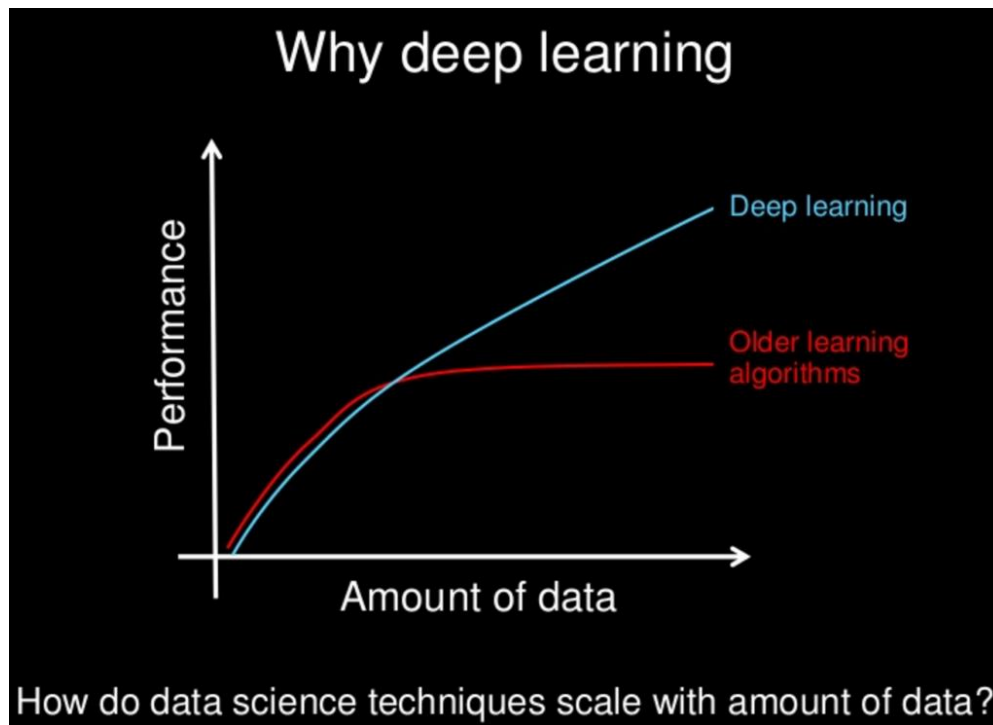 Why deep learning
Performance
Deep learning
Older learning
algorithms
Amount of data
How do data science techniques scale with amount of data?